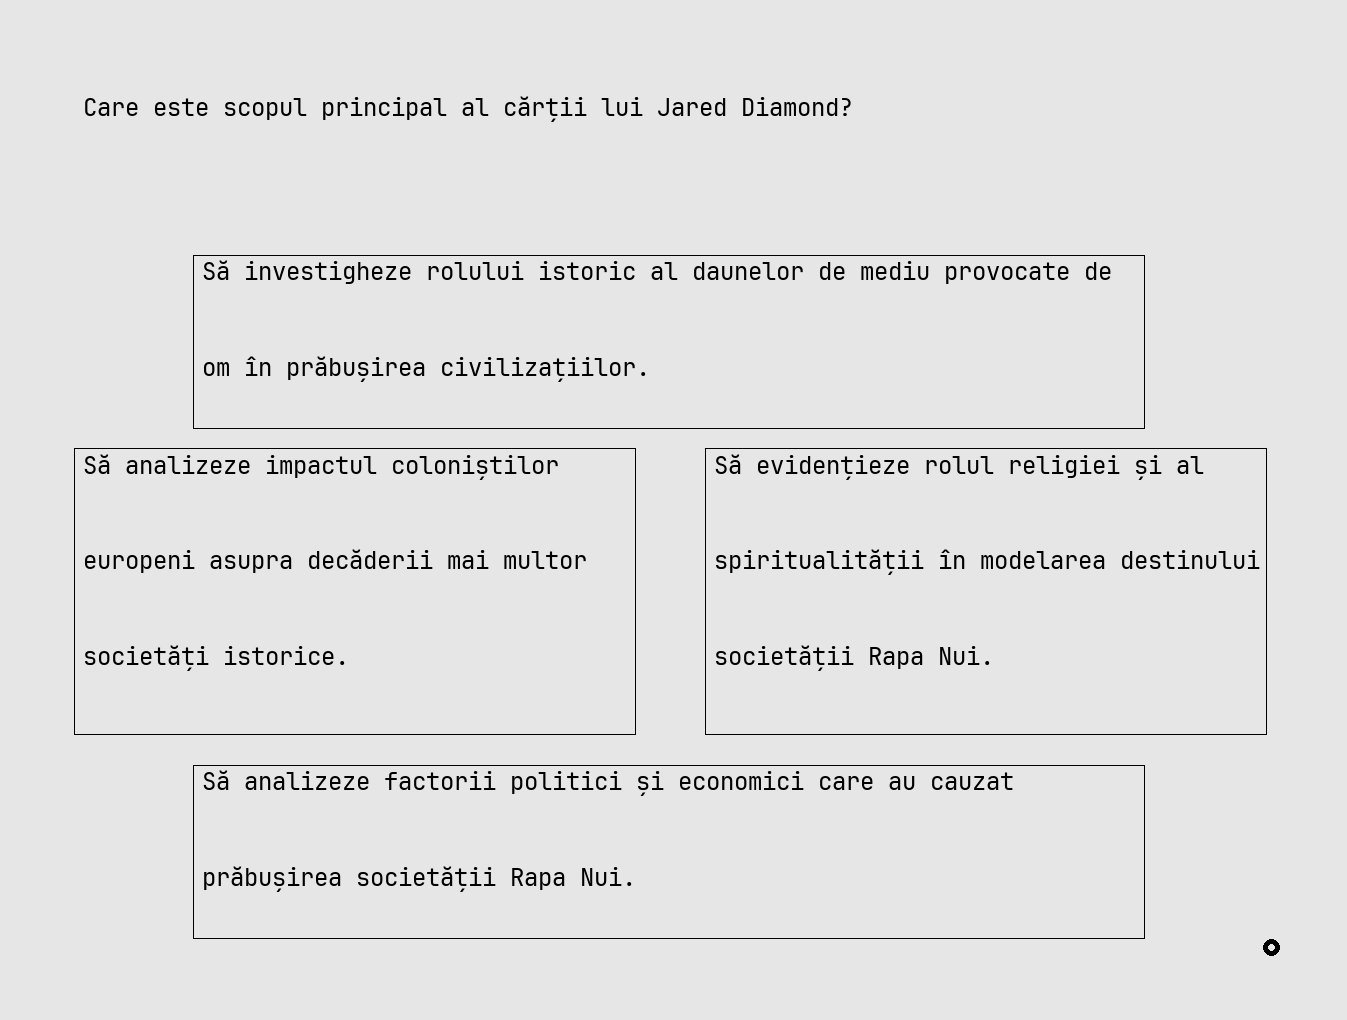 Care este scopul principal al cărții lui Jared Diamond?
Să investigheze rolului istoric al daunelor de mediu provocate de
om în prăbușirea civilizațiilor.
Să analizeze impactul coloniștilor
europeni asupra decăderii mai multor
societăți istorice.
Să evidențieze rolul religiei și al
spiritualității în modelarea destinului
societății Rapa Nui.
Să analizeze factorii politici și economici care au cauzat
prăbușirea societății Rapa Nui.